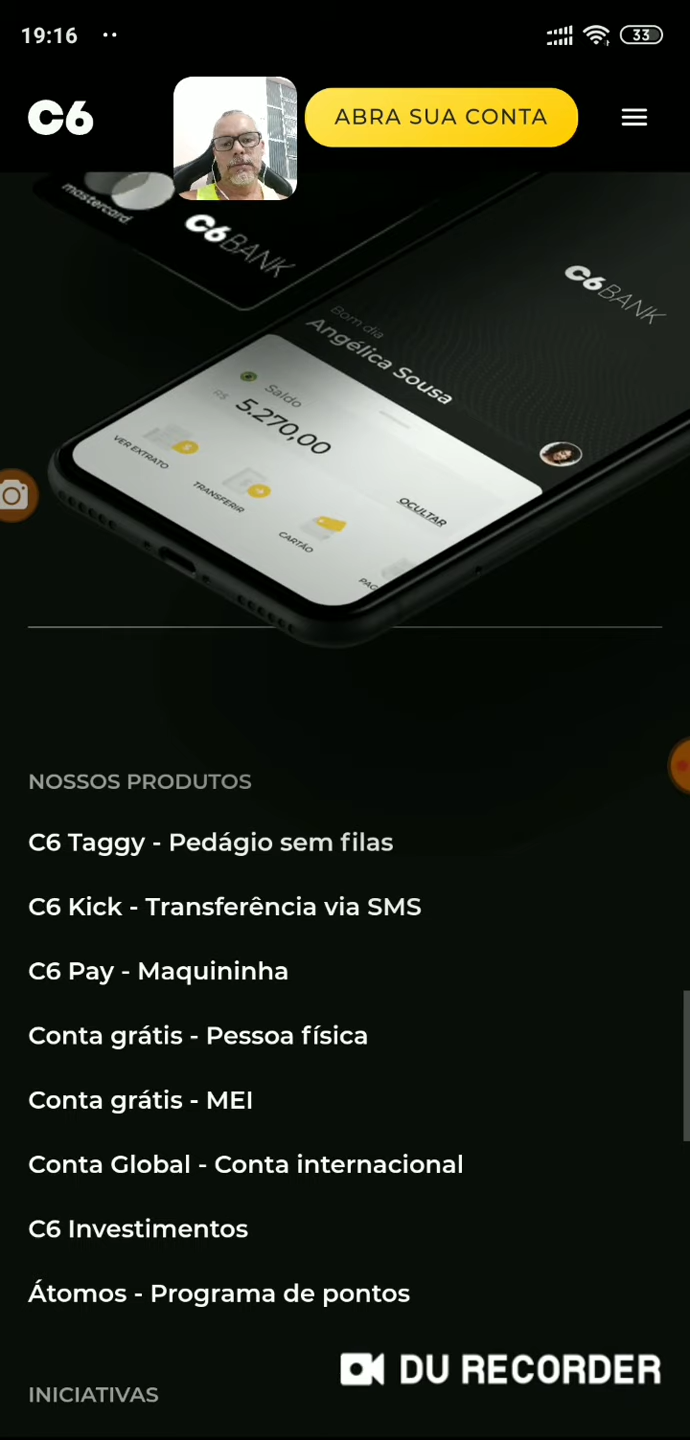 19:16
33
C6
ABRA SUA CONTA
mastercard
C6 BANK
C6 BANK
Bom dia
Angélica Sousa
Saldo
R$ 5.270,00
OCULTAR
VER EXTRATO
TRANSFERIR
CARTÃO
NOSSOS PRODUTOS
C6 Taggy - Pedágio sem filas
C6 Kick - Transferência via SMS
C6 Pay - Maquininha
Conta grátis - Pessoa física
Conta grátis - MEI
Conta Global - Conta internacional
C6 Investimentos
Átomos - Programa de pontos
DU RECORDER
INICIATIVAS